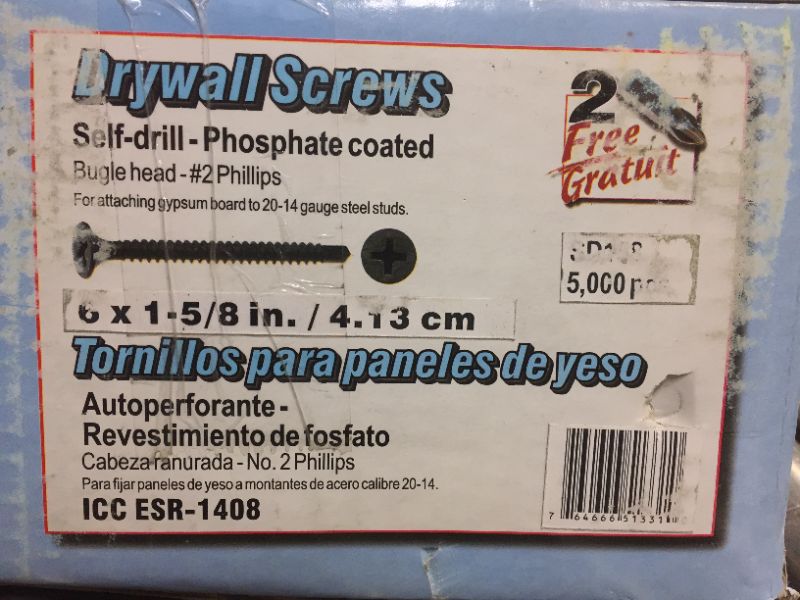 Drywall Screws
Self-drill - Phosphate coated
Bugle head - #2 Phillips
For attaching gypsum board to 20-14 gauge steel studs.
2
Free
Gratuit
5,000
6 x 1-5/8 in. / 4.13 cm
Tornillos para paneles de yeso
Autoperforante -
Revestimiento de fosfato
Cabeza ranurada - No. 2 Phillips
Para fijar paneles de yeso a montantes de acero calibre 20-14.
ICC ESR-1408
7 64666 51331